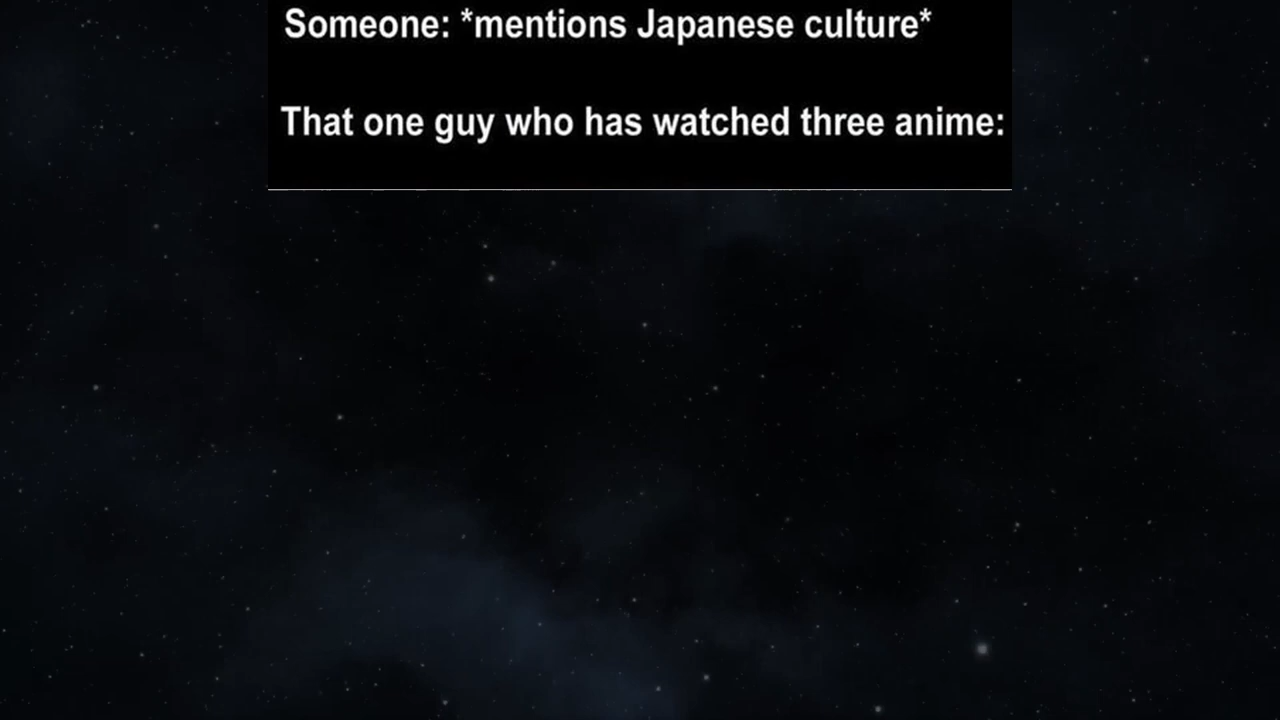 Someone: *mentions Japanese culture*
That one guy who has watched three anime: